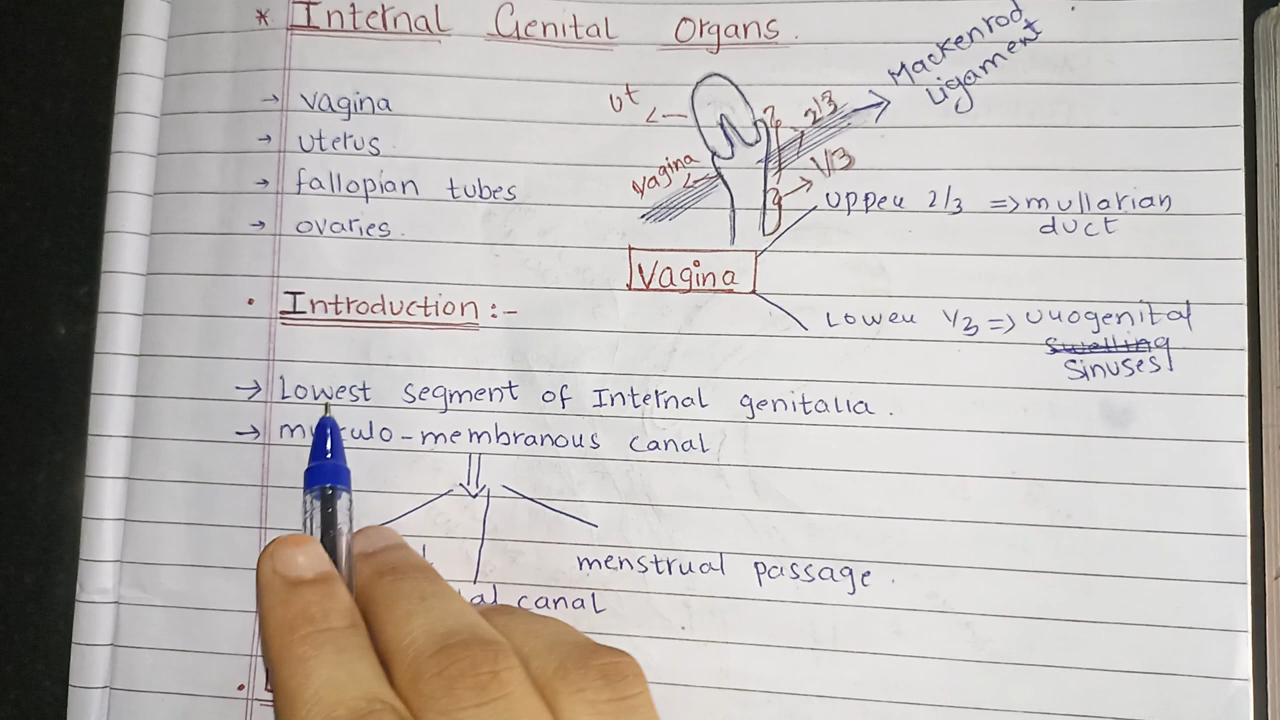 * Internal Genital Organs.
→ vagina
→ uterus.
→ fallopian tubes
→ ovaries.
ut
vagina
2/3
1/3
Mackenrod
Ligament
Vagina
upper 2/3 => mullarian
duct
Lower 1/3 => urogenital
swelling
sinuses
• Introduction :-
→ Lowest segment of Internal genitalia.
→ membranous canal
menstrual passage.
canal